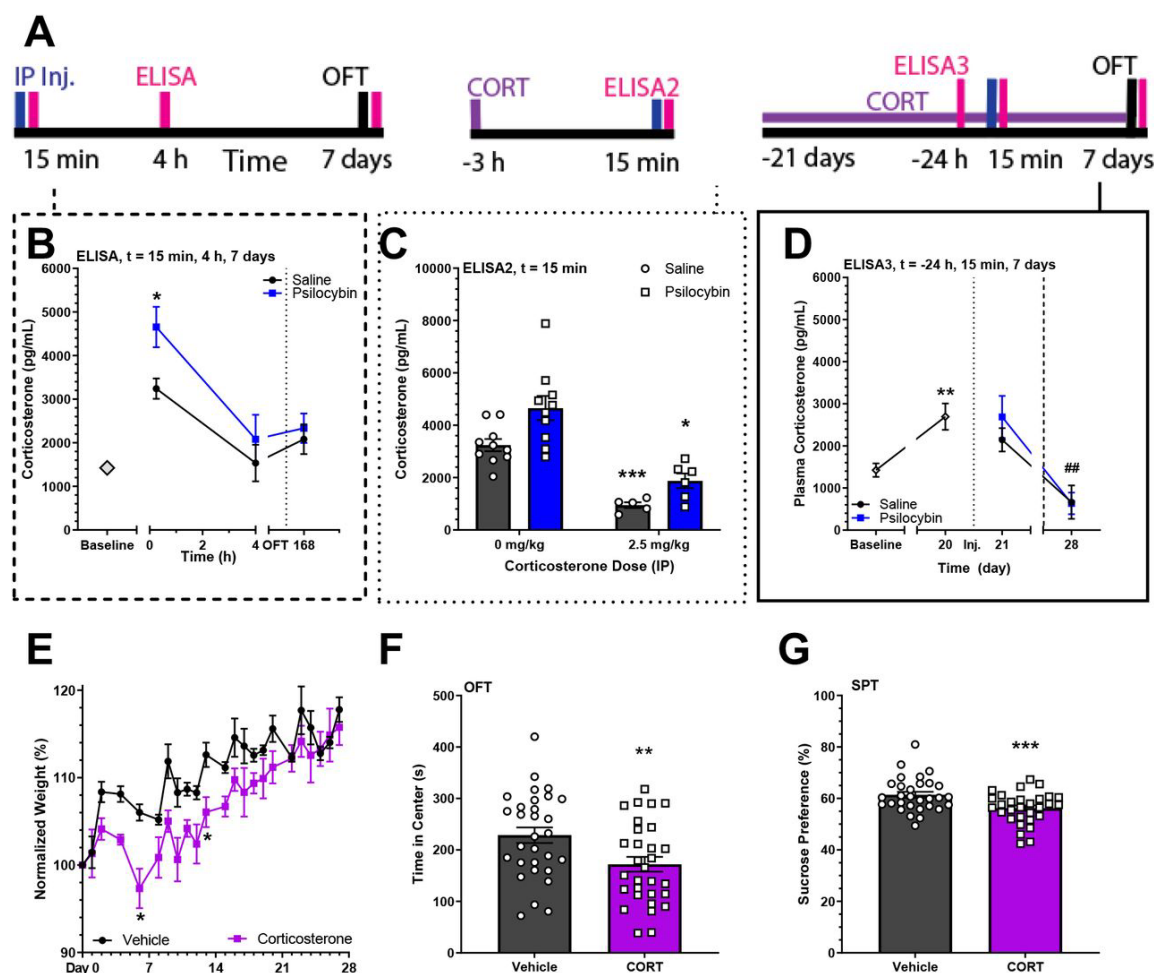 A
IP Inj. ELISA OFT
15 min 4 h Time 7 days
CORT ELISA2
-3 h 15 min
ELISA3 OFT
CORT
-21 days -24 h 15 min 7 days
B
ELISA, t = 15 min, 4 h, 7 days
Saline
Psilocybin
*
Corticosterone (pg/mL)
6000
5000
4000
3000
2000
1000
0
Baseline 0 2 4 OFT 168
Time (h)
C
ELISA2, t = 15 min
Saline
Psilocybin
Corticosterone (pg/mL)
10000
8000
6000
4000
2000
0
***
*
0 mg/kg 2.5 mg/kg
Corticosterone Dose (IP)
D
ELISA3, t = -24 h, 15 min, 7 days
Plasma Corticosterone (pg/mL)
6000
5000
4000
3000
2000
1000
0
**
##
Saline
Psilocybin
Baseline 20 Inj. 21 28
Time (day)
E
Normalized Weight (%)
120
110
100
90
*
*
Vehicle Corticosterone
Day 0 7 14 21 28
F
OFT
Time in Center (s)
500
400
300
200
100
0
**
Vehicle CORT
G
SPT
Sucrose Preference (%)
100
80
60
40
20
0
***
Vehicle CORT